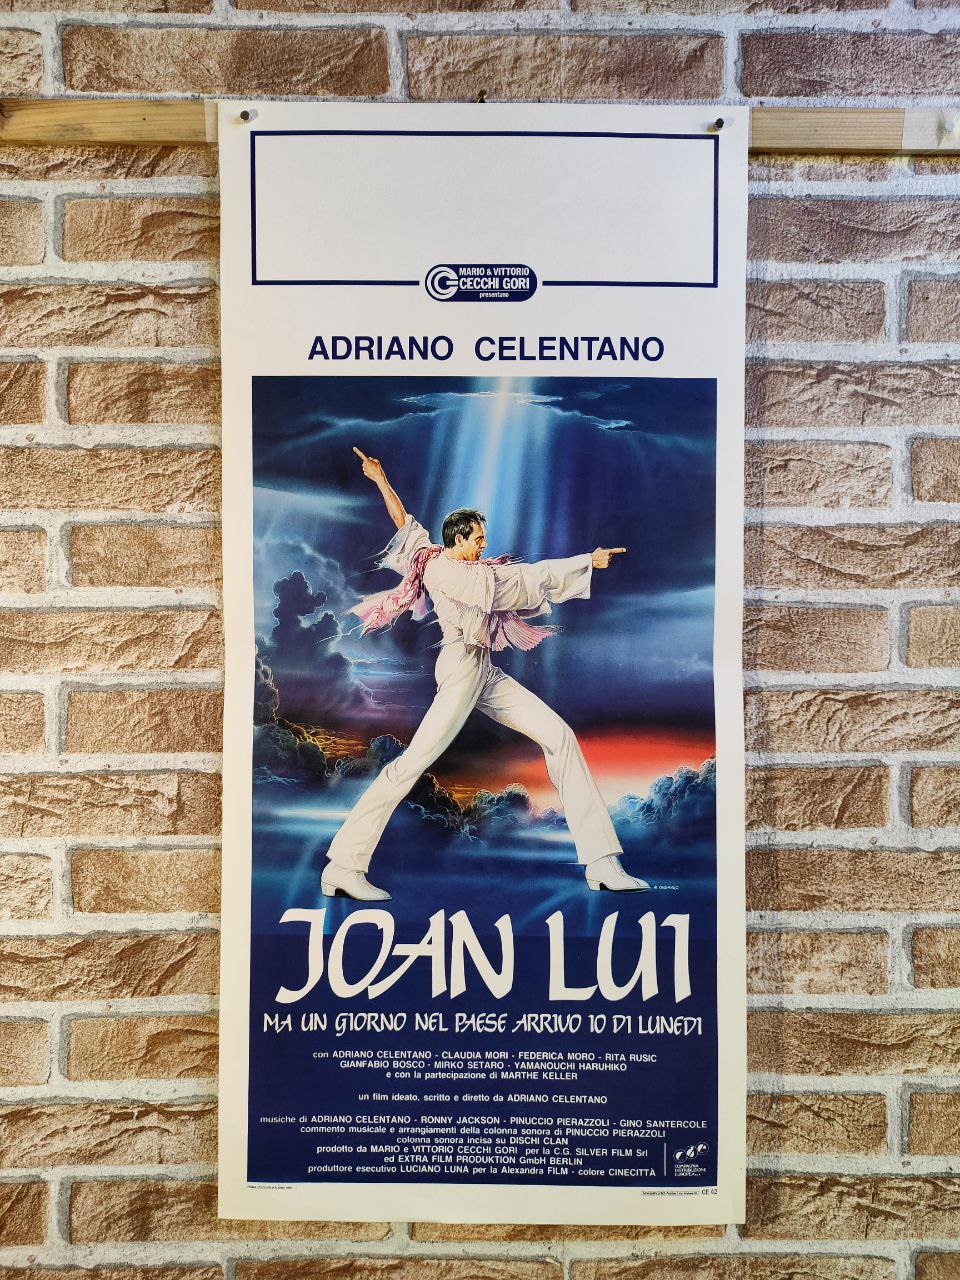 MARIO & VITTORIO
CECCHI GORI
presentano
ADRIANO CELENTANO
JOAN LUI
MA UN GIORNO NEL PAESE ARRIVO IO DI LUNEDI
con ADRIANO CELENTANO - CLAUDIA MORI - FEDERICA MORO - RITA RUSIC
GIANFABIO BOSCO - MIRKO SETARO - YAMANOUCHI HARUHIKO
e con la partecipazione di MARTHE KELLER
un film ideato, scritto e diretto da ADRIANO CELENTANO
musiche di ADRIANO CELENTANO - RONNY JACKSON - PINUCCIO PIERAZZOLI - GINO SANTERCOLE
commento musicale e arrangiamenti della colonna sonora di PINUCCIO PIERAZZOLI
colonna sonora incisa su DISCHI CLAN
prodotto da MARIO e VITTORIO CECCHI GORI per la C.G. SILVER FILM Srl
ed EXTRA FILM PRODUKTION GmbH BERLIN
produttore esecutivo LUCIANO LUNA per la Alexandra FILM - colore CINECITTÀ
COMPAGNIA
DISTRIBUZIONE
EUROPEA
CE 42